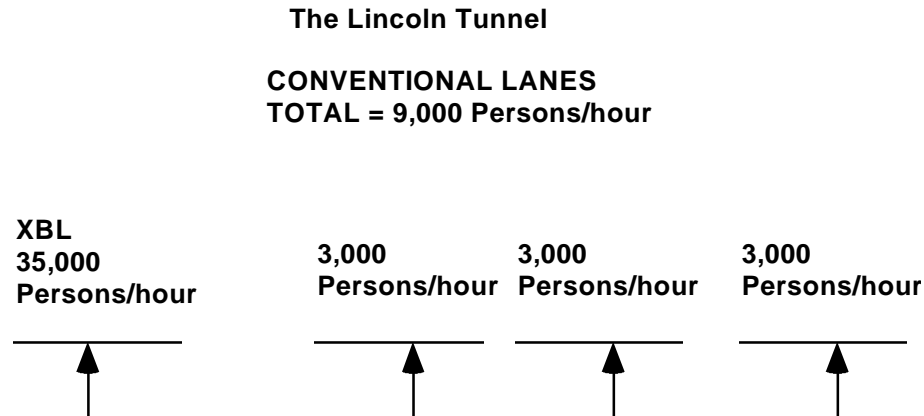 The Lincoln Tunnel
CONVENTIONAL LANES
TOTAL = 9,000 Persons/hour
XBL
35,000
Persons/hour
3,000
Persons/hour
3,000
Persons/hour
3,000
Persons/hour